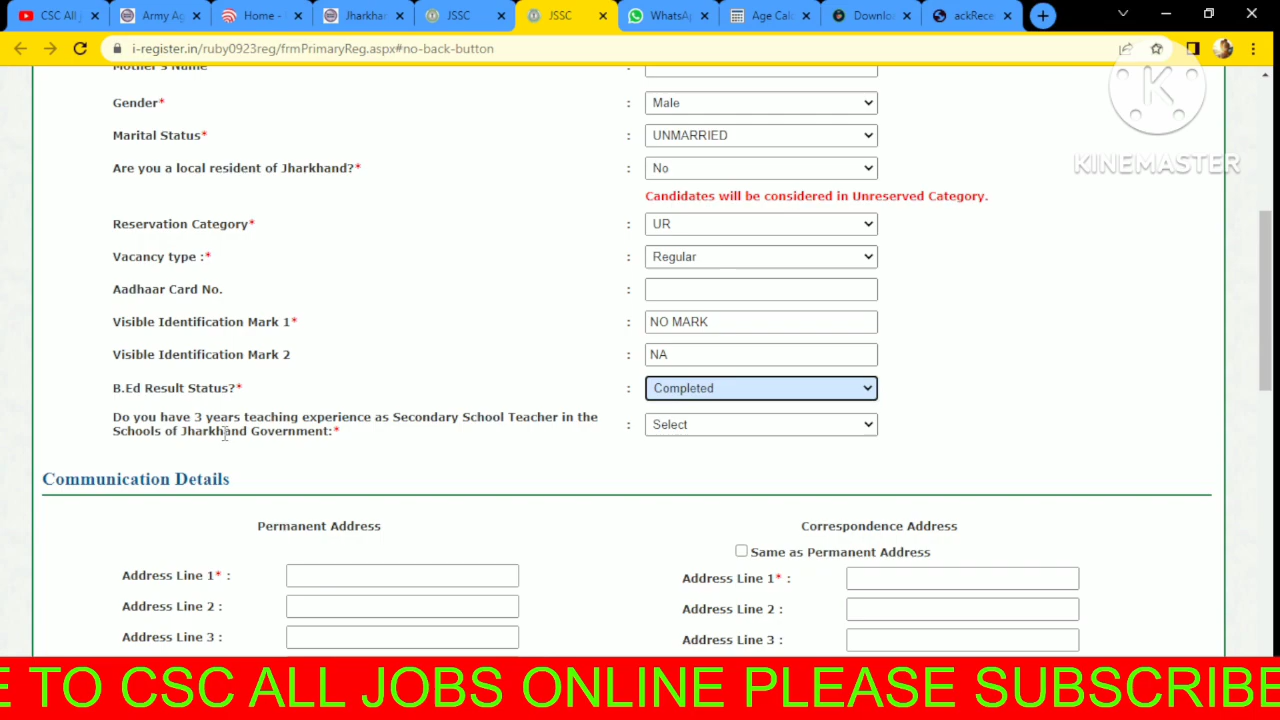 CSC All j
Army Ag
Home -
Jharkhar
JSSC
JSSC
WhatsAp
Age Calc
Downlo
ackRece
i-register.in/ruby0923reg/frmPrimaryReg.aspx#no-back-button
Mother's Name :
Gender* : Male
Marital Status* : UNMARRIED
Are you a local resident of Jharkhand?* : No
Candidates will be considered in Unreserved Category.
Reservation Category* : UR
Vacancy type :* : Regular
Aadhaar Card No. :
Visible Identification Mark 1* : NO MARK
Visible Identification Mark 2 : NA
B.Ed Result Status?* : Completed
Do you have 3 years teaching experience as Secondary School Teacher in the
Schools of Jharkhand Government:* : Select
K
KINEMASTER
Communication Details
Permanent Address
Correspondence Address
Same as Permanent Address
Address Line 1* :
Address Line 1* :
Address Line 2 :
Address Line 2 :
Address Line 3 :
Address Line 3 :
E TO CSC ALL JOBS ONLINE PLEASE SUBSCRIBE